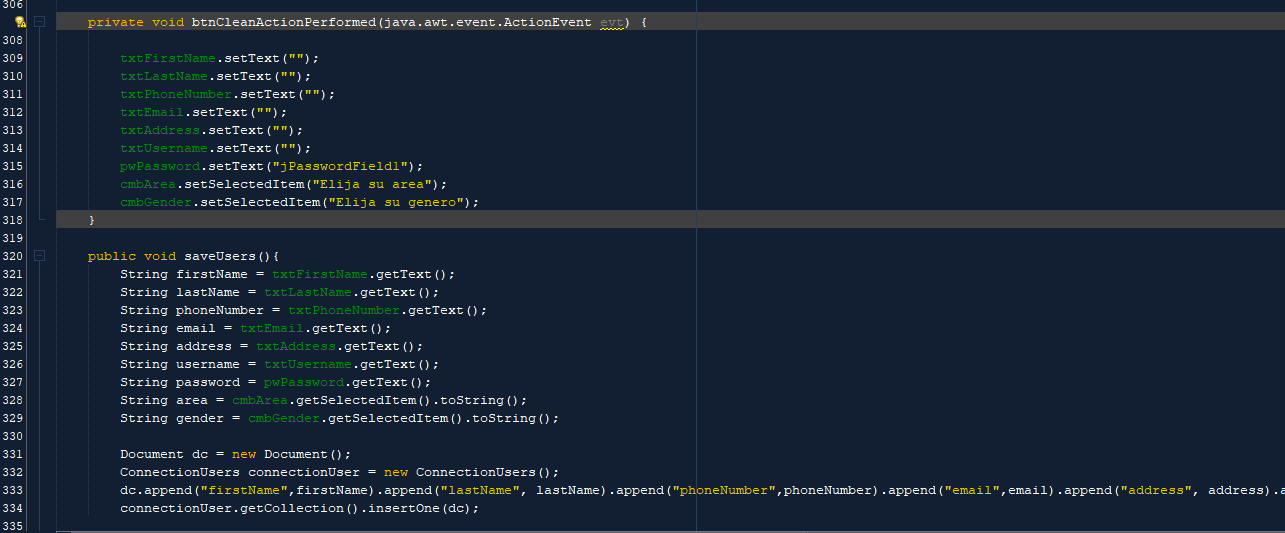 306
private void btnCleanActionPerformed(java.awt.event.ActionEvent evt) {
308
309 txtFirstName.setText("");
310 txtLastName.setText("");
311 txtPhoneNumber.setText("");
312 txtEmail.setText("");
313 txtAddress.setText("");
314 txtUsername.setText("");
315 pwPassword.setText("jPasswordField1");
316 cmbArea.setSelectedItem("Elija su area");
317 cmbGender.setSelectedItem("Elija su genero");
318 }
319
320 public void saveUsers(){
321 String firstName = txtFirstName.getText();
322 String lastName = txtLastName.getText();
323 String phoneNumber = txtPhoneNumber.getText();
324 String email = txtEmail.getText();
325 String address = txtAddress.getText();
326 String username = txtUsername.getText();
327 String password = pwPassword.getText();
328 String area = cmbArea.getSelectedItem().toString();
329 String gender = cmbGender.getSelectedItem().toString();
330
331 Document dc = new Document();
332 ConnectionUsers connectionUser = new ConnectionUsers();
333 dc.append("firstName",firstName).append("lastName", lastName).append("phoneNumber",phoneNumber).append("email",email).append("address", address).a
334 connectionUser.getCollection().insertOne(dc);
335